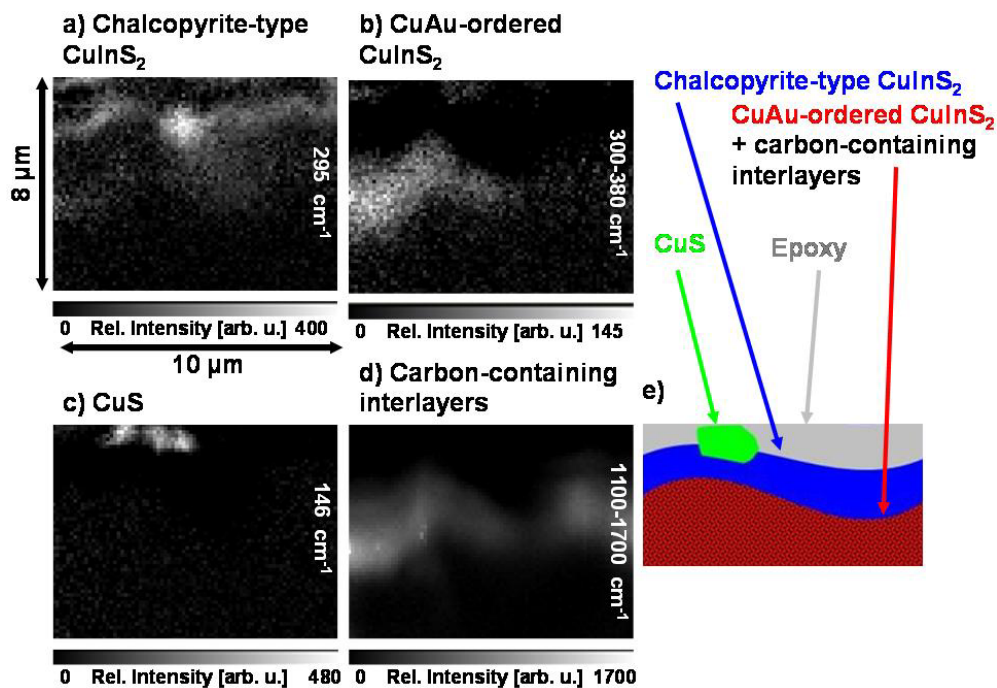 a) Chalcopyrite-type
CuInS₂
295 cm⁻¹
8 µm
0 Rel. Intensity [arb. u.] 400
10 µm
b) CuAu-ordered
CuInS₂
300-380 cm⁻¹
0 Rel. Intensity [arb. u.] 145
c) CuS
146 cm⁻¹
0 Rel. Intensity [arb. u.] 480
d) Carbon-containing
interlayers
1100-1700 cm⁻¹
0 Rel. Intensity [arb. u.] 1700
Chalcopyrite-type CuInS₂
CuAu-ordered CuInS₂
+ carbon-containing
interlayers
CuS
Epoxy
e)